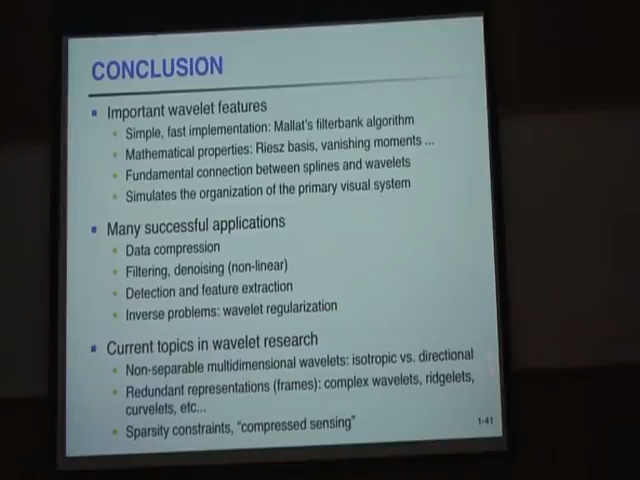 CONCLUSION
Important wavelet features
Simple, fast implementation: Mallat's filterbank algorithm
Mathematical properties: Riesz basis, vanishing moments ...
Fundamental connection between splines and wavelets
Simulates the organization of the primary visual system
Many successful applications
Data compression
Filtering, denoising (non-linear)
Detection and feature extraction
Inverse problems: wavelet regularization
Current topics in wavelet research
Non-separable multidimensional wavelets: isotropic vs. directional
Redundant representations (frames): complex wavelets, ridgelets,
curvelets, etc...
Sparsity constraints, "compressed sensing"
1-41